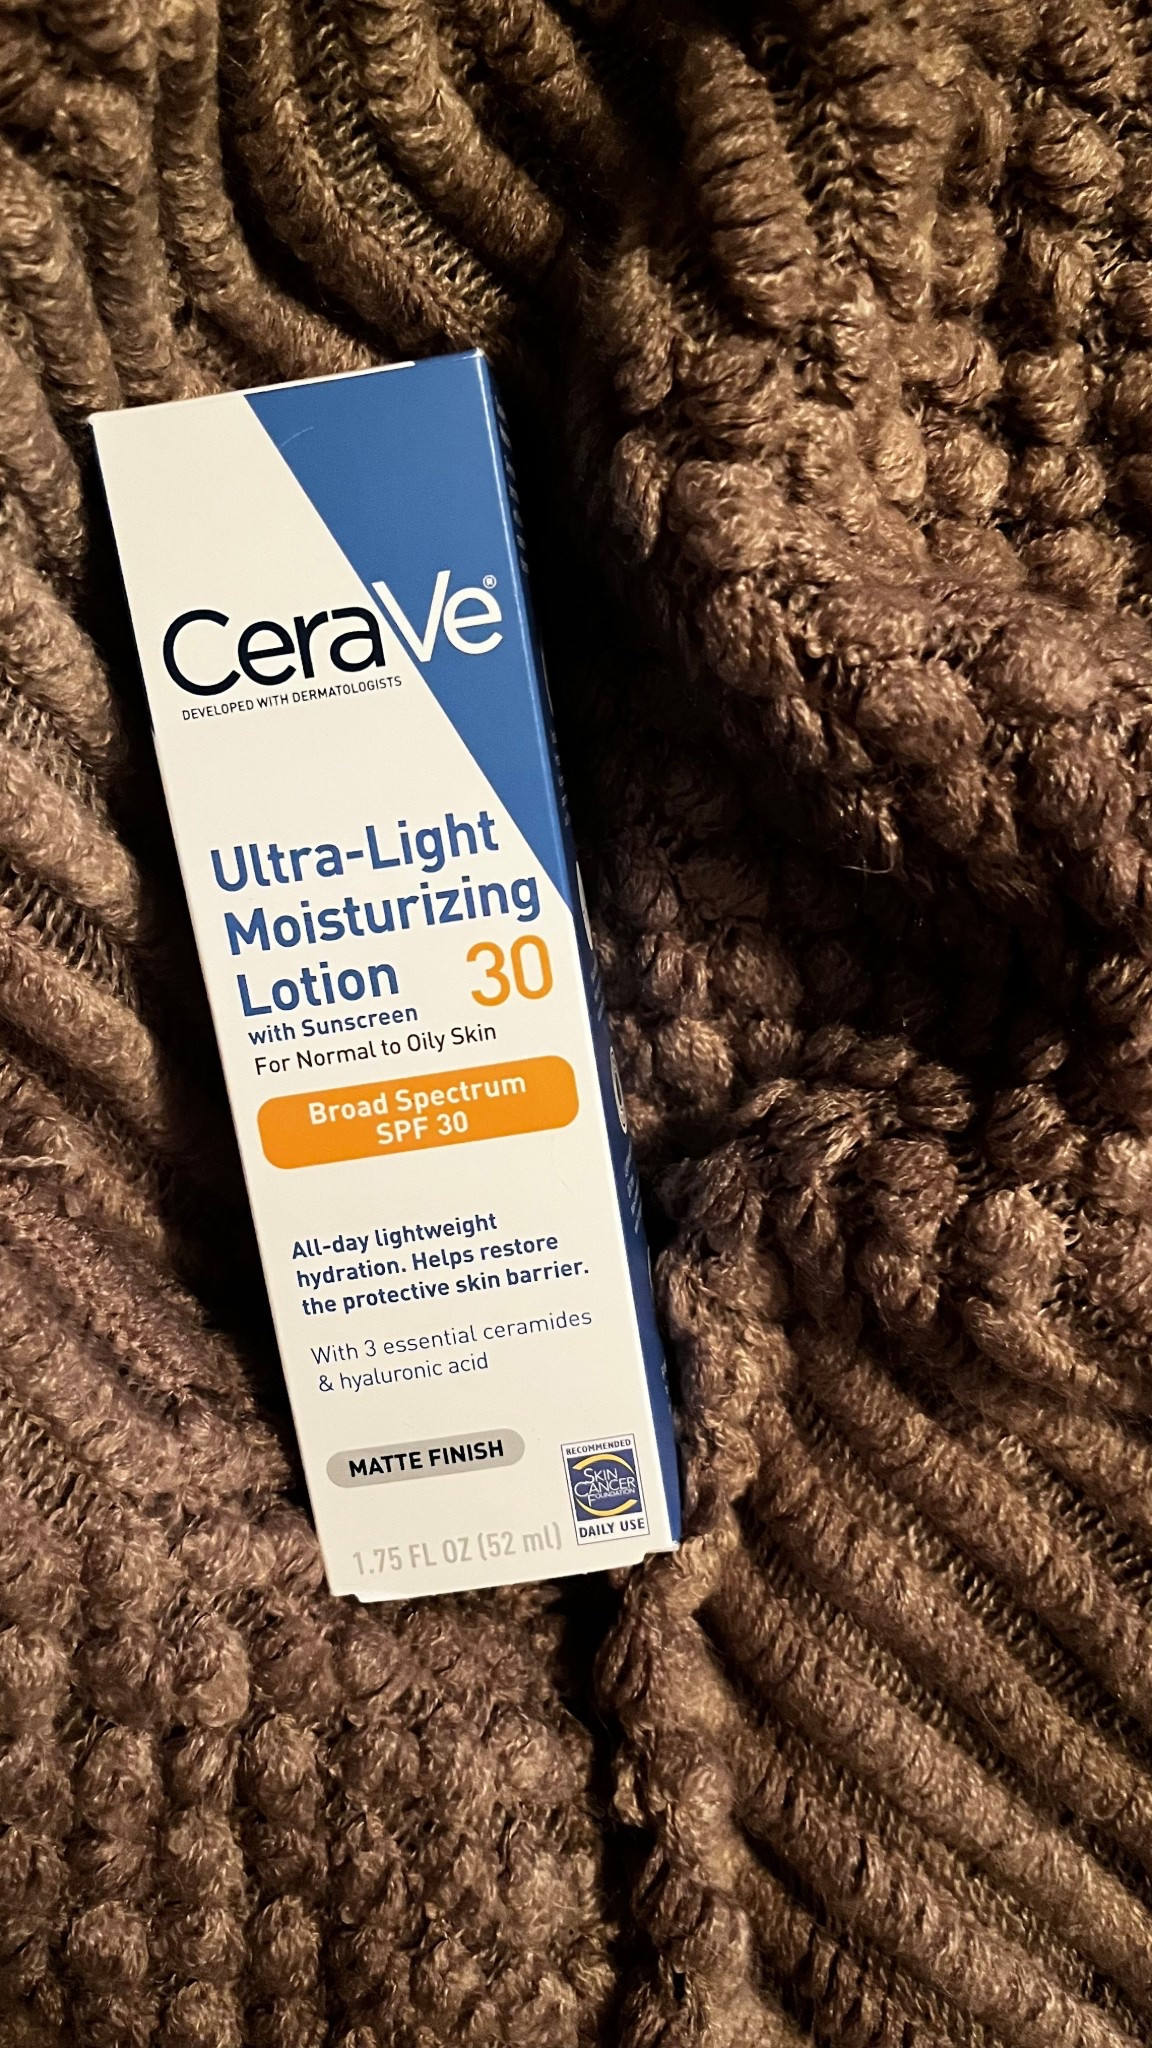 CeraVe®
DEVELOPED WITH DERMATOLOGISTS
Ultra-Light
Moisturizing
Lotion 30
with Sunscreen
For Normal to Oily Skin
Broad Spectrum
SPF 30
All-day lightweight
hydration. Helps restore
the protective skin barrier.
With 3 essential ceramides
& hyaluronic acid
MATTE FINISH
RECOMMENDED
SKIN
CANCER
FOUNDATION
DAILY USE
1.75 FL OZ (52 ml)